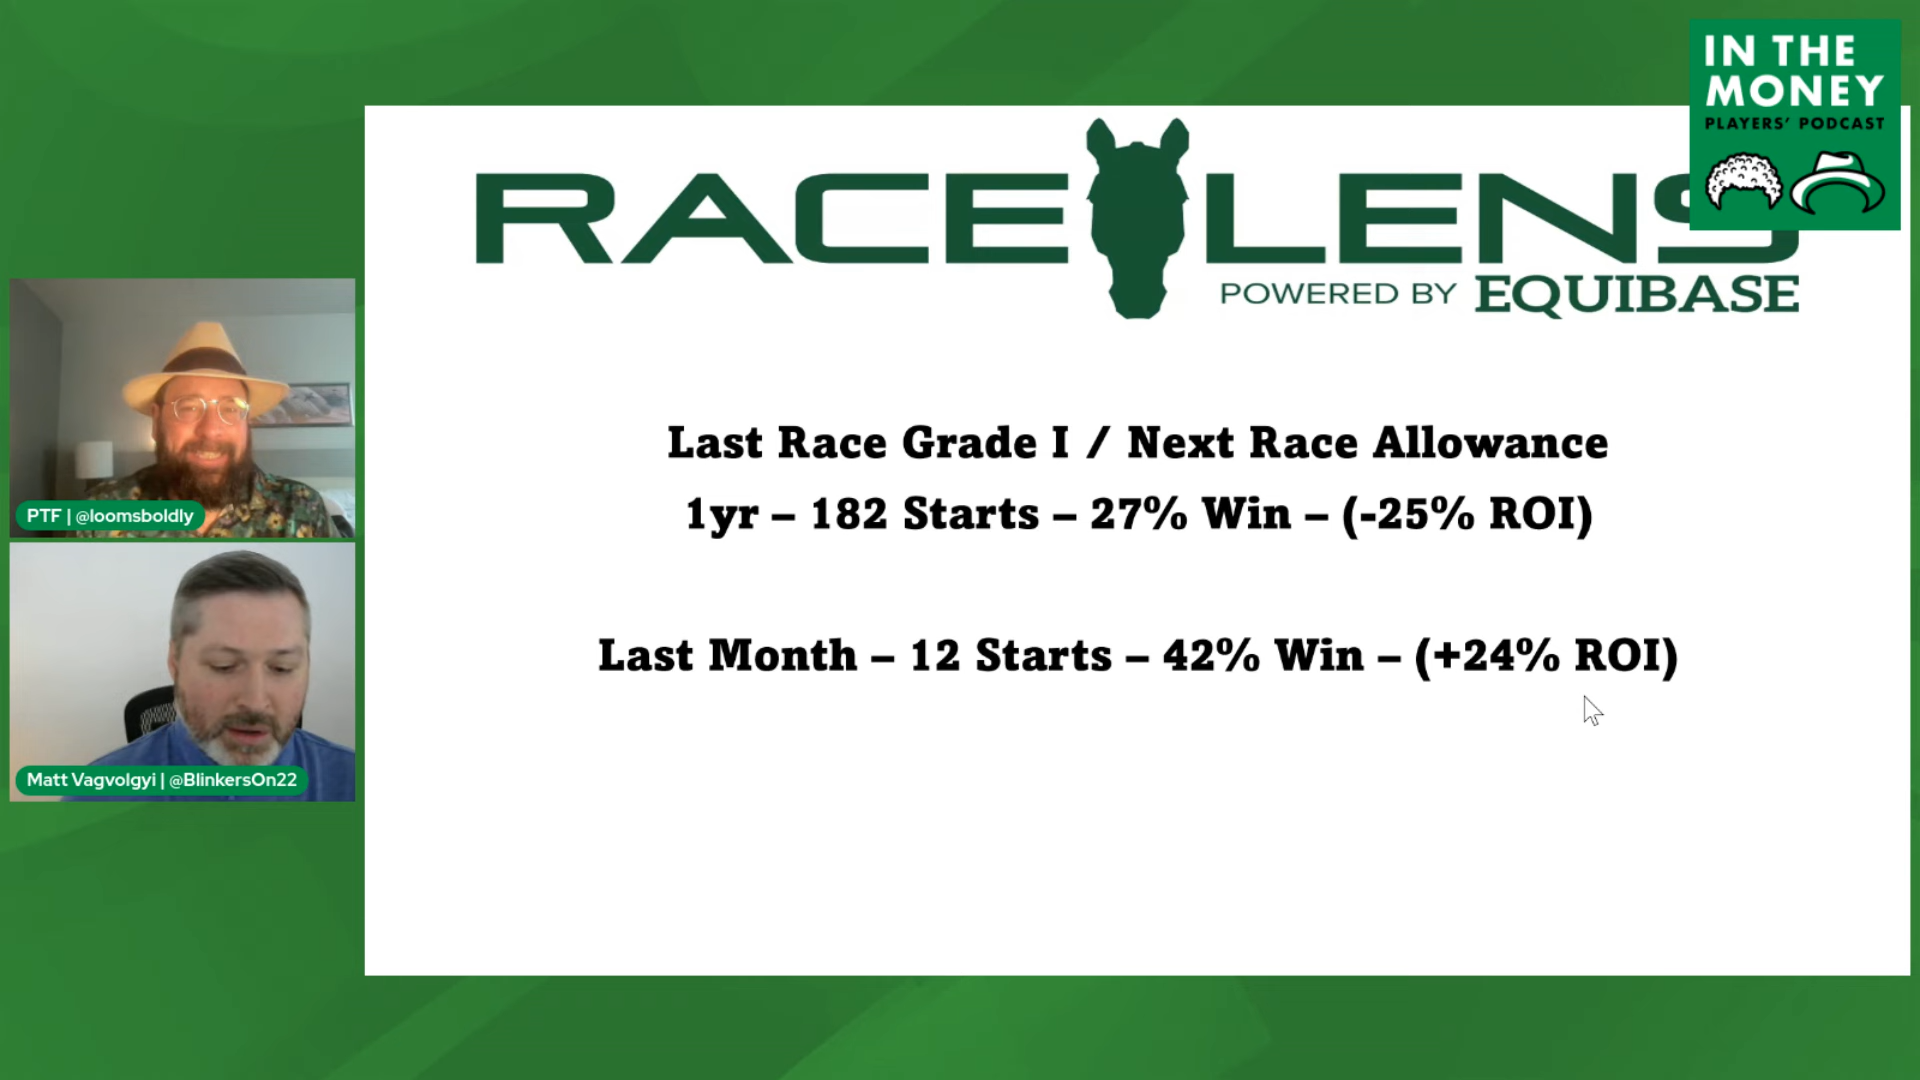 IN THE
MONEY
PLAYERS' PODCAST
RACE LENS
POWERED BY EQUIBASE
Last Race Grade I / Next Race Allowance
1yr – 182 Starts – 27% Win – (-25% ROI)
Last Month – 12 Starts – 42% Win – (+24% ROI)
PTF | @loomsboldly
Matt Vagvolgyi | @BlinkersOn22